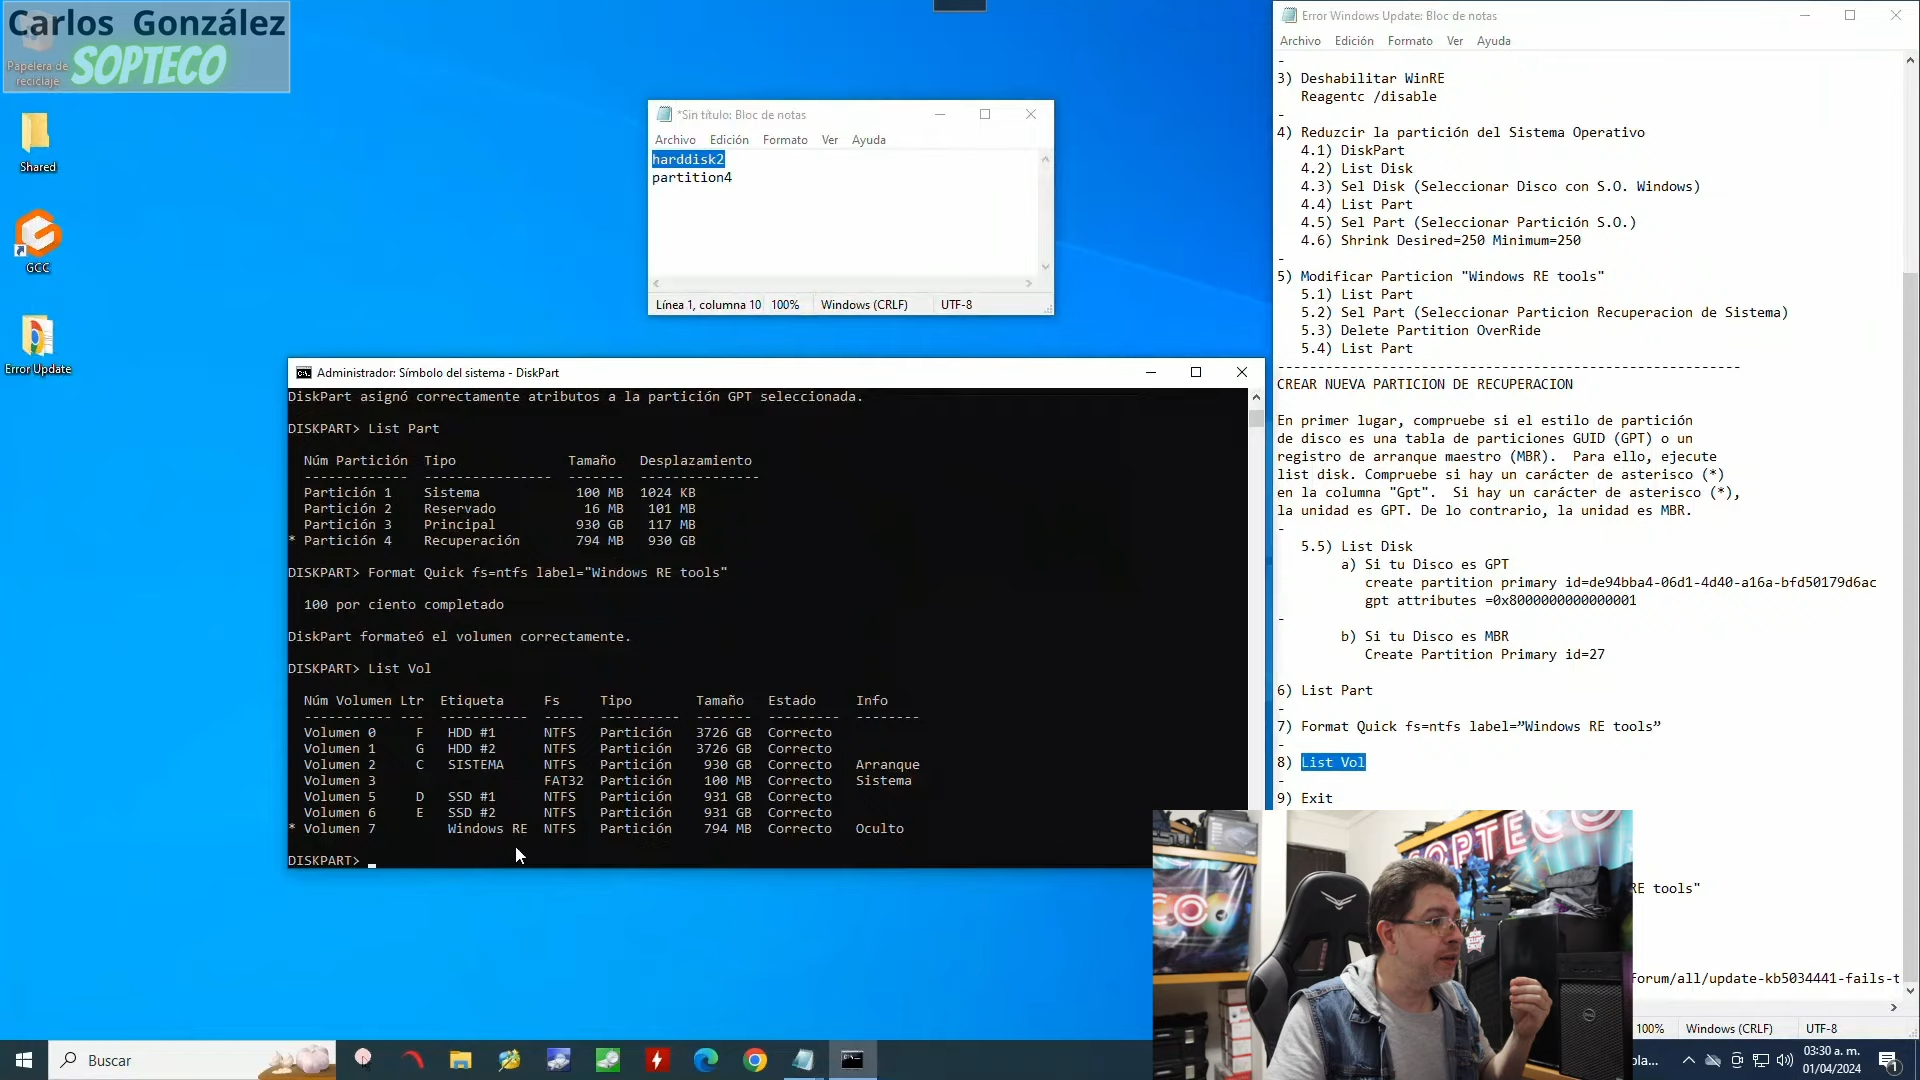 Carlos González
SOPTECO
Papelera de
reciclaje
Shared
GCC
Error Update
*Sin título: Bloc de notas
Archivo Edición Formato Ver Ayuda
harddisk2
partition4
Línea 1, columna 10 100% Windows (CRLF) UTF-8
Administrador: Símbolo del sistema - DiskPart
DiskPart asignó correctamente atributos a la partición GPT seleccionada.
DISKPART> List Part
Núm Partición Tipo Tamaño Desplazamiento
------------- ---------------- ------- ---------------
Partición 1 Sistema 100 MB 1024 KB
Partición 2 Reservado 16 MB 101 MB
Partición 3 Principal 930 GB 117 MB
* Partición 4 Recuperación 794 MB 930 GB
DISKPART> Format Quick fs=ntfs label="Windows RE tools"
100 por ciento completado
DiskPart formateó el volumen correctamente.
DISKPART> List Vol
Núm Volumen Ltr Etiqueta Fs Tipo Tamaño Estado Info
----------- --- ----------- ----- ---------- ------- --------- --------
Volumen 0 F HDD #1 NTFS Partición 3726 GB Correcto
Volumen 1 G HDD #2 NTFS Partición 3726 GB Correcto
Volumen 2 C SISTEMA NTFS Partición 930 GB Correcto Arranque
Volumen 3 FAT32 Partición 100 MB Correcto Sistema
Volumen 5 D SSD #1 NTFS Partición 931 GB Correcto
Volumen 6 E SSD #2 NTFS Partición 931 GB Correcto
* Volumen 7 Windows RE NTFS Partición 794 MB Correcto Oculto
DISKPART> _
Error Windows Update: Bloc de notas
Archivo Edición Formato Ver Ayuda
-
3) Deshabilitar WinRE
Reagentc /disable
-
4) Reduzcir la partición del Sistema Operativo
4.1) DiskPart
4.2) List Disk
4.3) Sel Disk (Seleccionar Disco con S.O. Windows)
4.4) List Part
4.5) Sel Part (Seleccionar Partición S.O.)
4.6) Shrink Desired=250 Minimum=250
-
5) Modificar Particion "Windows RE tools"
5.1) List Part
5.2) Sel Part (Seleccionar Particion Recuperacion de Sistema)
5.3) Delete Partition OverRide
5.4) List Part
----------------------------------------------------------
CREAR NUEVA PARTICION DE RECUPERACION
En primer lugar, compruebe si el estilo de partición
de disco es una tabla de particiones GUID (GPT) o un
registro de arranque maestro (MBR). Para ello, ejecute
list disk. Compruebe si hay un carácter de asterisco (*)
en la columna "Gpt". Si hay un carácter de asterisco (*),
la unidad es GPT. De lo contrario, la unidad es MBR.
-
5.5) List Disk
a) Si tu Disco es GPT
create partition primary id=de94bba4-06d1-4d40-a16a-bfd50179d6ac
gpt attributes =0x8000000000000001
-
b) Si tu Disco es MBR
Create Partition Primary id=27
6) List Part
-
7) Format Quick fs=ntfs label=”Windows RE tools”
-
8) List Vol
-
9) Exit
RE tools"
forum/all/update-kb5034441-fails-t
100% Windows (CRLF) UTF-8
SOPTECO
CO
DELL
Buscar
03:30 a. m.
01/04/2024
1